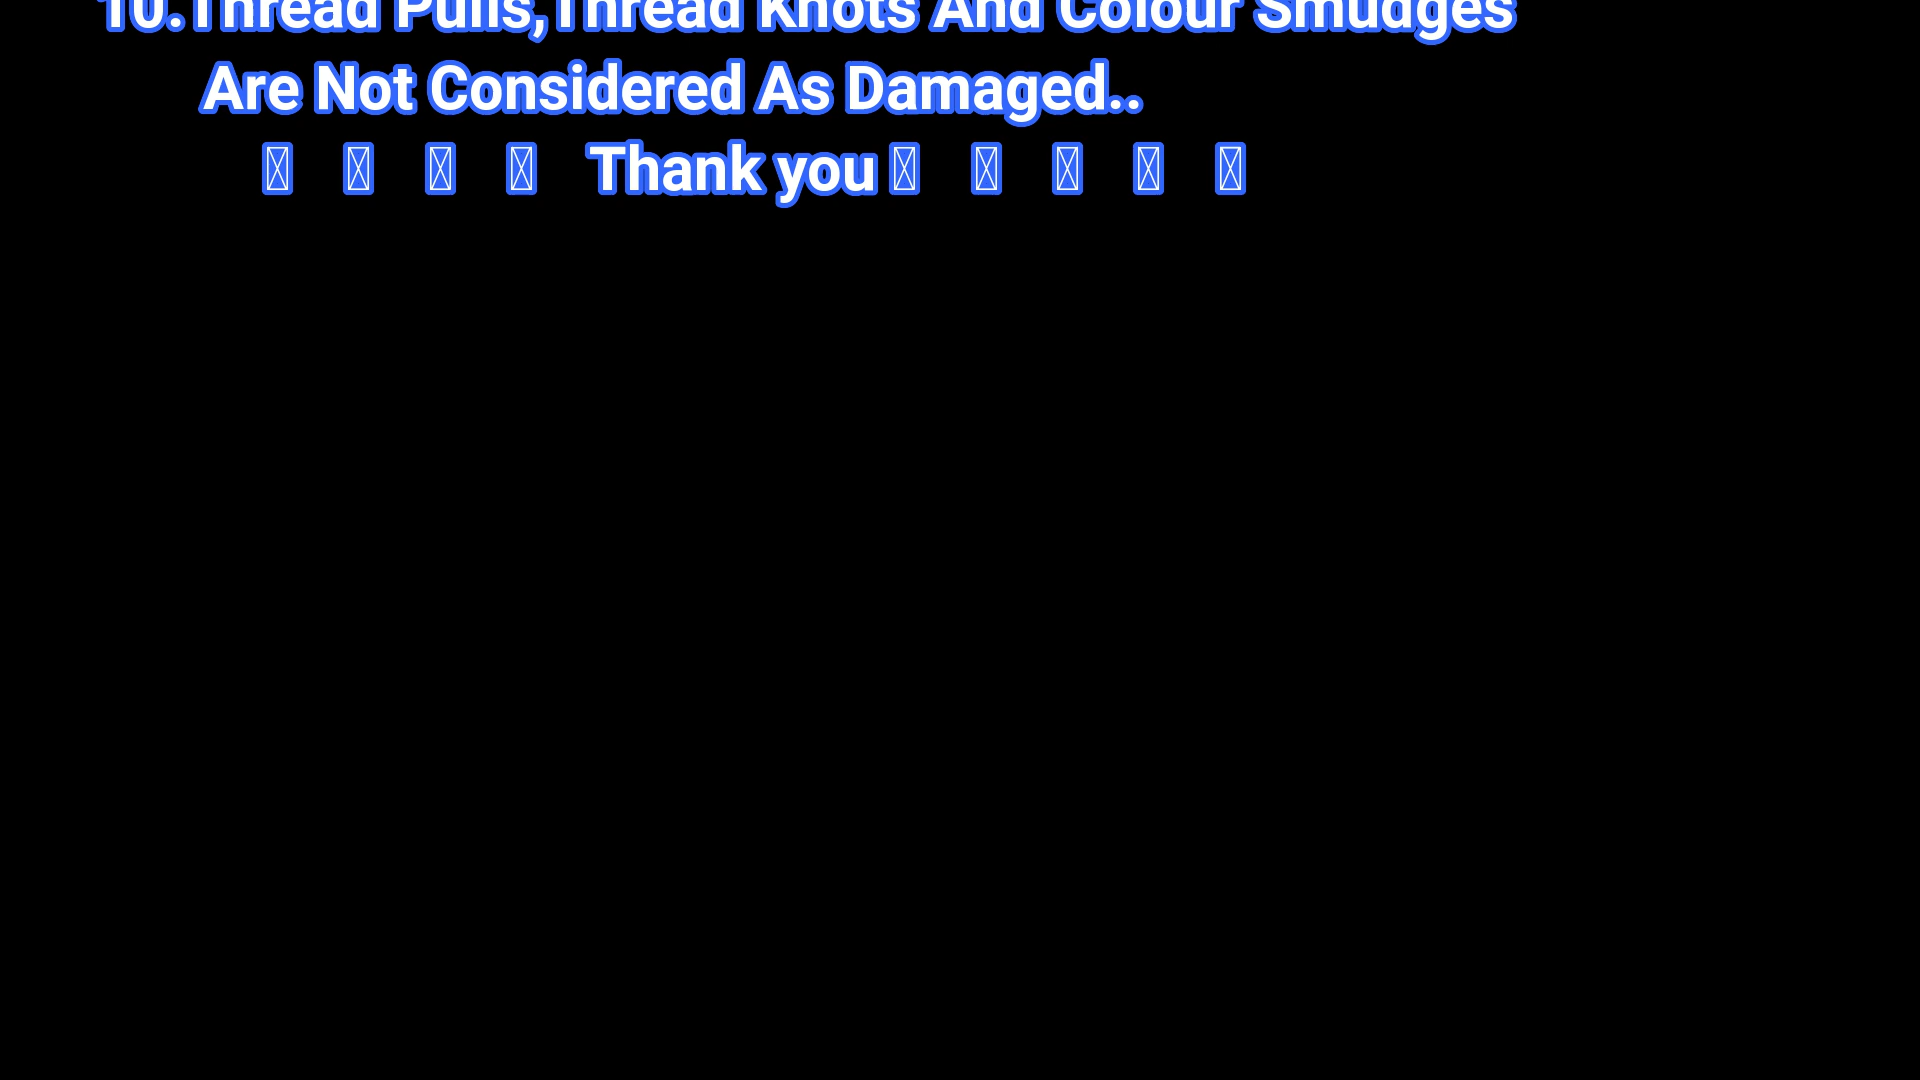 10.Thread Pulls,Thread Knots And Colour Smudges
Are Not Considered As Damaged..
Thank you